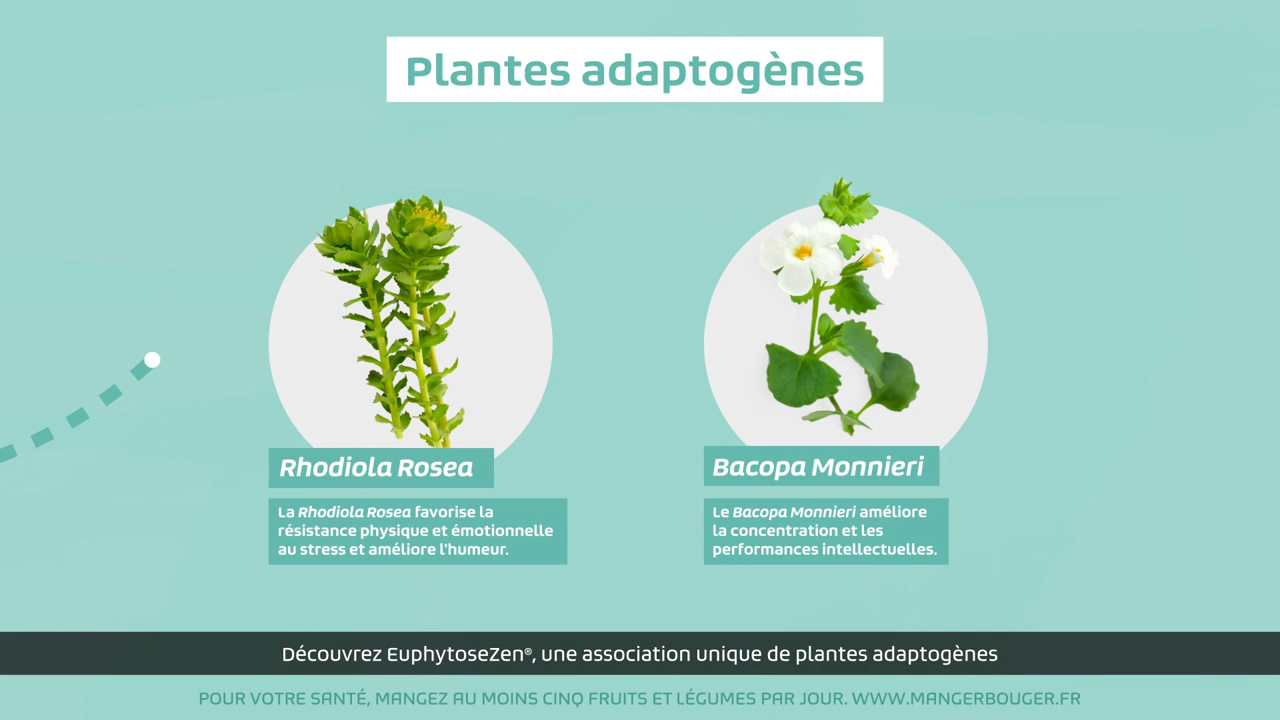 Plantes adaptogènes
Rhodiola Rosea
La Rhodiola Rosea favorise la
résistance physique et émotionnelle
au stress et améliore l'humeur.
Bacopa Monnieri
Le Bacopa Monnieri améliore
la concentration et les
performances intellectuelles.
Découvrez EuphytoseZen®, une association unique de plantes adaptogènes
POUR VOTRE SANTÉ, MANGEZ AU MOINS CINQ FRUITS ET LÉGUMES PAR JOUR. WWW.MANGERBOUGER.FR